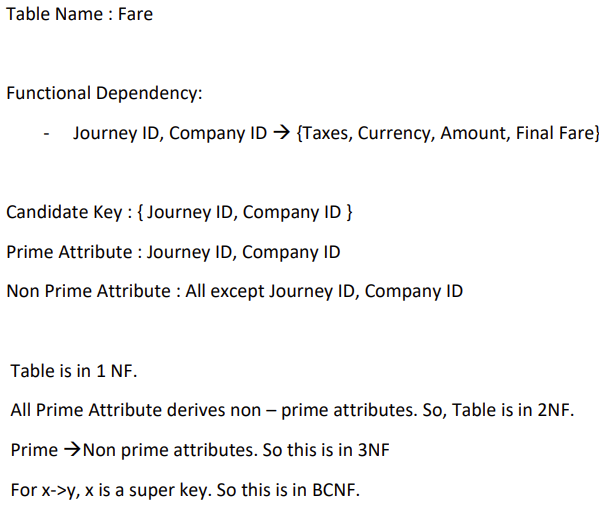 Table Name : Fare
Functional Dependency:
- Journey ID, Company ID → {Taxes, Currency, Amount, Final Fare}
Candidate Key : { Journey ID, Company ID }
Prime Attribute : Journey ID, Company ID
Non Prime Attribute : All except Journey ID, Company ID
Table is in 1 NF.
All Prime Attribute derives non – prime attributes. So, Table is in 2NF.
Prime →Non prime attributes. So this is in 3NF
For x->y, x is a super key. So this is in BCNF.